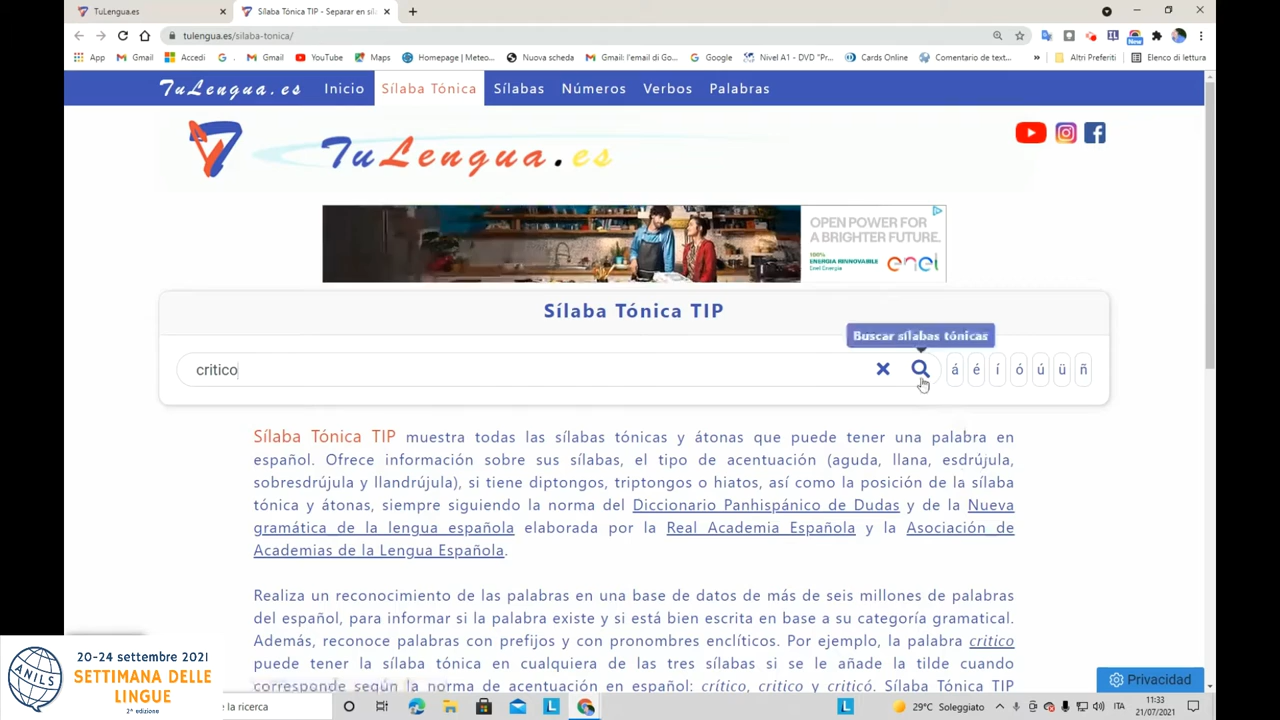 TuLengua.es
Sílaba Tónica TIP - Separar en síl
tulengua.es/silaba-tonica/
App Gmail Accedi G . Gmail YouTube Maps Homepage | Meteo... Nuova scheda Gmail: l'email di Go... Google Nivel A1 - DVD "Pr... Cards Online Comentario de text... » Altri Preferiti Elenco di lettura
New
TuLengua.es Inicio Sílaba Tónica Sílabas Números Verbos Palabras
TuLengua.es
OPEN POWER FOR
A BRIGHTER FUTURE.
100%
ENERGIA RINNOVABILE
Enel Energia
enel
Sílaba Tónica TIP
Buscar sílabas tónicas
critico
á é í ó ú ü ñ
Sílaba Tónica TIP muestra todas las sílabas tónicas y átonas que puede tener una palabra en
español. Ofrece información sobre sus sílabas, el tipo de acentuación (aguda, llana, esdrújula,
sobresdrújula y llandrújula), si tiene diptongos, triptongos o hiatos, así como la posición de la sílaba
tónica y átonas, siempre siguiendo la norma del Diccionario Panhispánico de Dudas y de la Nueva
gramática de la lengua española elaborada por la Real Academia Española y la Asociación de
Academias de la Lengua Española.
Realiza un reconocimiento de las palabras en una base de datos de más de seis millones de palabras
del español, para informar si la palabra existe y si está bien escrita en base a su categoría gramatical.
Además, reconoce palabras con prefijos y con pronombres enclíticos. Por ejemplo, la palabra critico
puede tener la sílaba tónica en cualquiera de las tres sílabas si se le añade la tilde cuando
corresponde según la norma de acentuación en español: crítico, critico y criticó. Sílaba Tónica TIP
Privacidad
ANILS
20-24 settembre 2021
SETTIMANA DELLE
LINGUE
2ª edizione
e la ricerca
29°C Soleggiato
ITA
11:33
21/07/2021